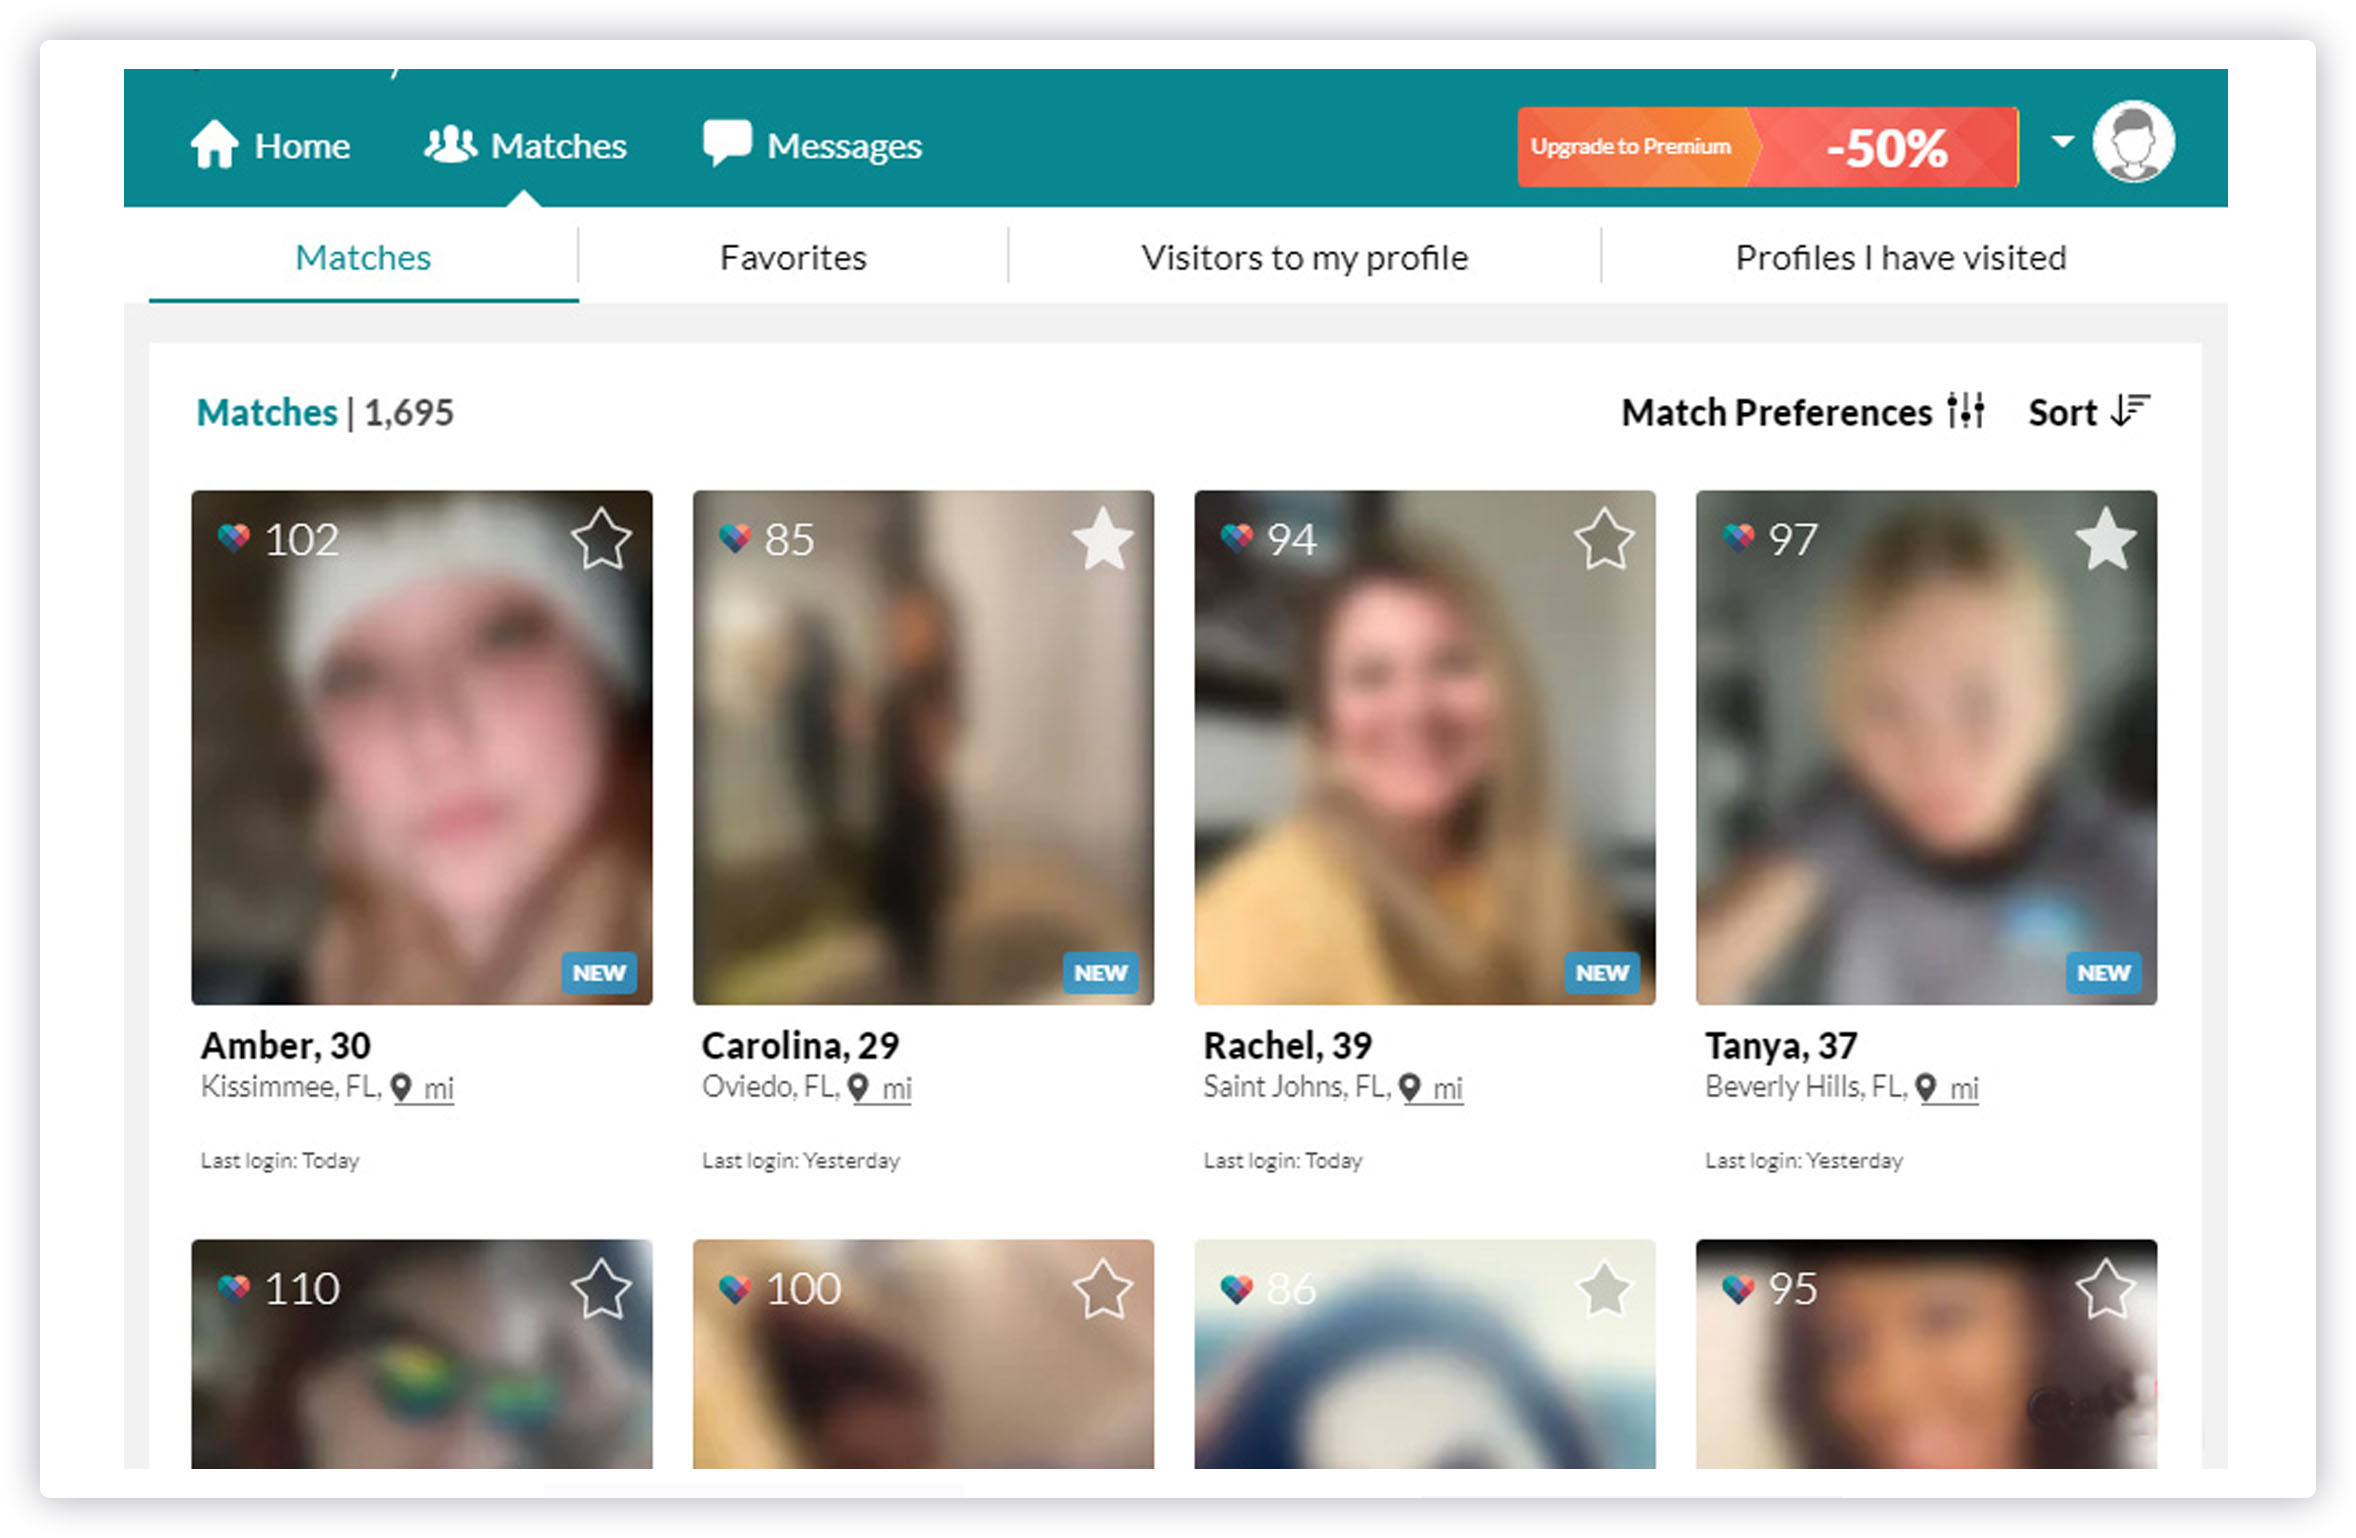 Home Matches Messages Upgrade to Premium -50%
Matches Favorites Visitors to my profile Profiles I have visited
Matches | 1,695 Match Preferences Sort
102 85 94 97
NEW NEW NEW NEW
Amber, 30 Carolina, 29 Rachel, 39 Tanya, 37
Kissimmee, FL, mi Oviedo, FL, mi Saint Johns, FL, mi Beverly Hills, FL, mi
Last login: Today Last login: Yesterday Last login: Today Last login: Yesterday
110 100 86 95